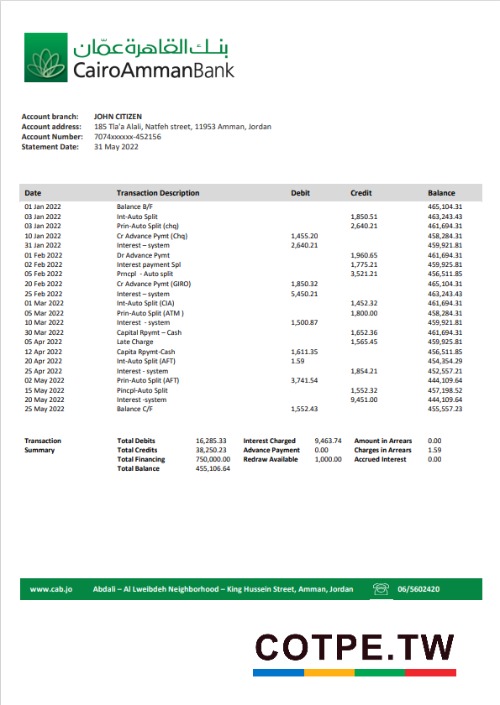 بنك القاهرة عمّان
CairoAmmanBank
Account branch: JOHN CITIZEN
Account address: 185 Tla'a Alali, Natfeh street, 11953 Amman, Jordan
Account Number: 7074xxxxxx-452156
Statement Date: 31 May 2022
Date Transaction Description Debit Credit Balance
01 Jan 2022 Balance B/F 465,104.31
03 Jan 2022 Int-Auto Split 1,850.51 463,243.43
03 Jan 2022 Prin-Auto Split (chq) 2,640.21 461,694.31
10 Jan 2022 Cr Advance Pymt (Chq) 1,455.20 458,284.31
31 Jan 2022 Interest – system 2,640.21 459,921.81
01 Feb 2022 Dr Advance Pymt 1,960.65 461,694.31
02 Feb 2022 Interest payment Spl 1,775.21 459,925.81
05 Feb 2022 Prncpl - Auto split 3,521.21 456,511.85
20 Feb 2022 Cr Advance Pymt (GIRO) 1,850.32 465,104.31
25 Feb 2022 Interest – system 5,450.21 463,243.43
01 Mar 2022 Int-Auto Split (CIA) 1,452.32 461,694.31
05 Mar 2022 Prin-Auto Split (ATM ) 1,800.00 458,284.31
10 Mar 2022 Interest - system 1,500.87 459,921.81
30 Mar 2022 Capital Rpymt – Cash 1,652.36 461,694.31
05 Apr 2022 Late Charge 1,565.45 459,925.81
12 Apr 2022 Capita Rpymt-Cash 1,611.35 456,511.85
20 Apr 2022 Int-Auto Split (AFT) 1.59 454,354.29
25 Apr 2022 Interest - system 1,854.21 452,557.21
02 May 2022 Prin-Auto Split (AFT) 3,741.54 444,109.64
15 May 2022 Pincpl-Auto Split 1,552.32 457,198.52
20 May 2022 Interest -system 9,451.00 444,109.64
25 May 2022 Balance C/F 1,552.43 455,557.23
Transaction Total Debits 16,285.33 Interest Charged 9,463.74 Amount in Arrears 0.00
Summary Total Credits 38,250.23 Advance Payment 0.00 Charges in Arrears 1.59
Total Financing 750,000.00 Redraw Available 1,000.00 Accrued Interest 0.00
Total Balance 455,106.64
www.cab.jo Abdali – Al Lweibdeh Neighborhood – King Hussein Street, Amman, Jordan 06/5602420
COTPE.TW